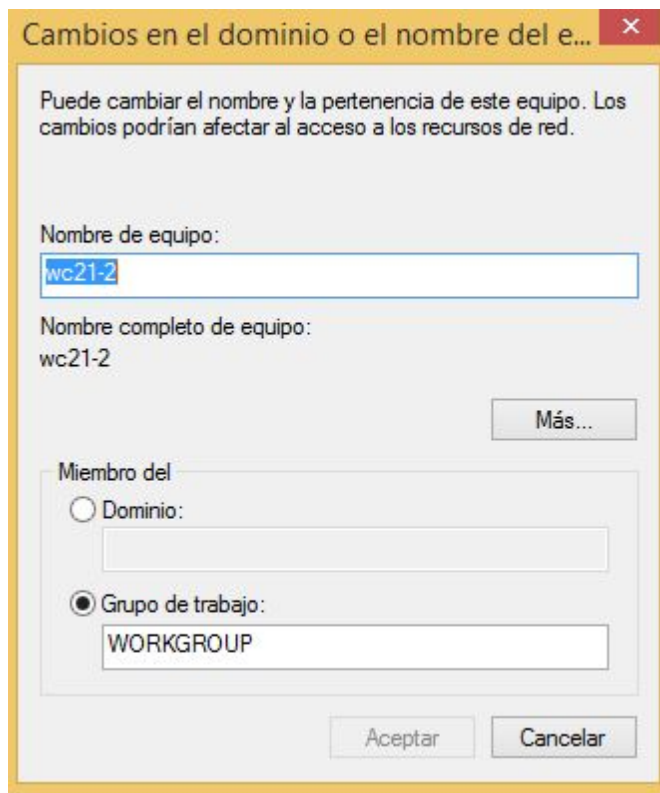 Cambios en el dominio o el nombre del e...
Puede cambiar el nombre y la pertenencia de este equipo. Los
cambios podrían afectar al acceso a los recursos de red.
Nombre de equipo:
wc21-2
Nombre completo de equipo:
wc21-2
Más...
Miembro del
Dominio:
Grupo de trabajo:
WORKGROUP
Aceptar Cancelar